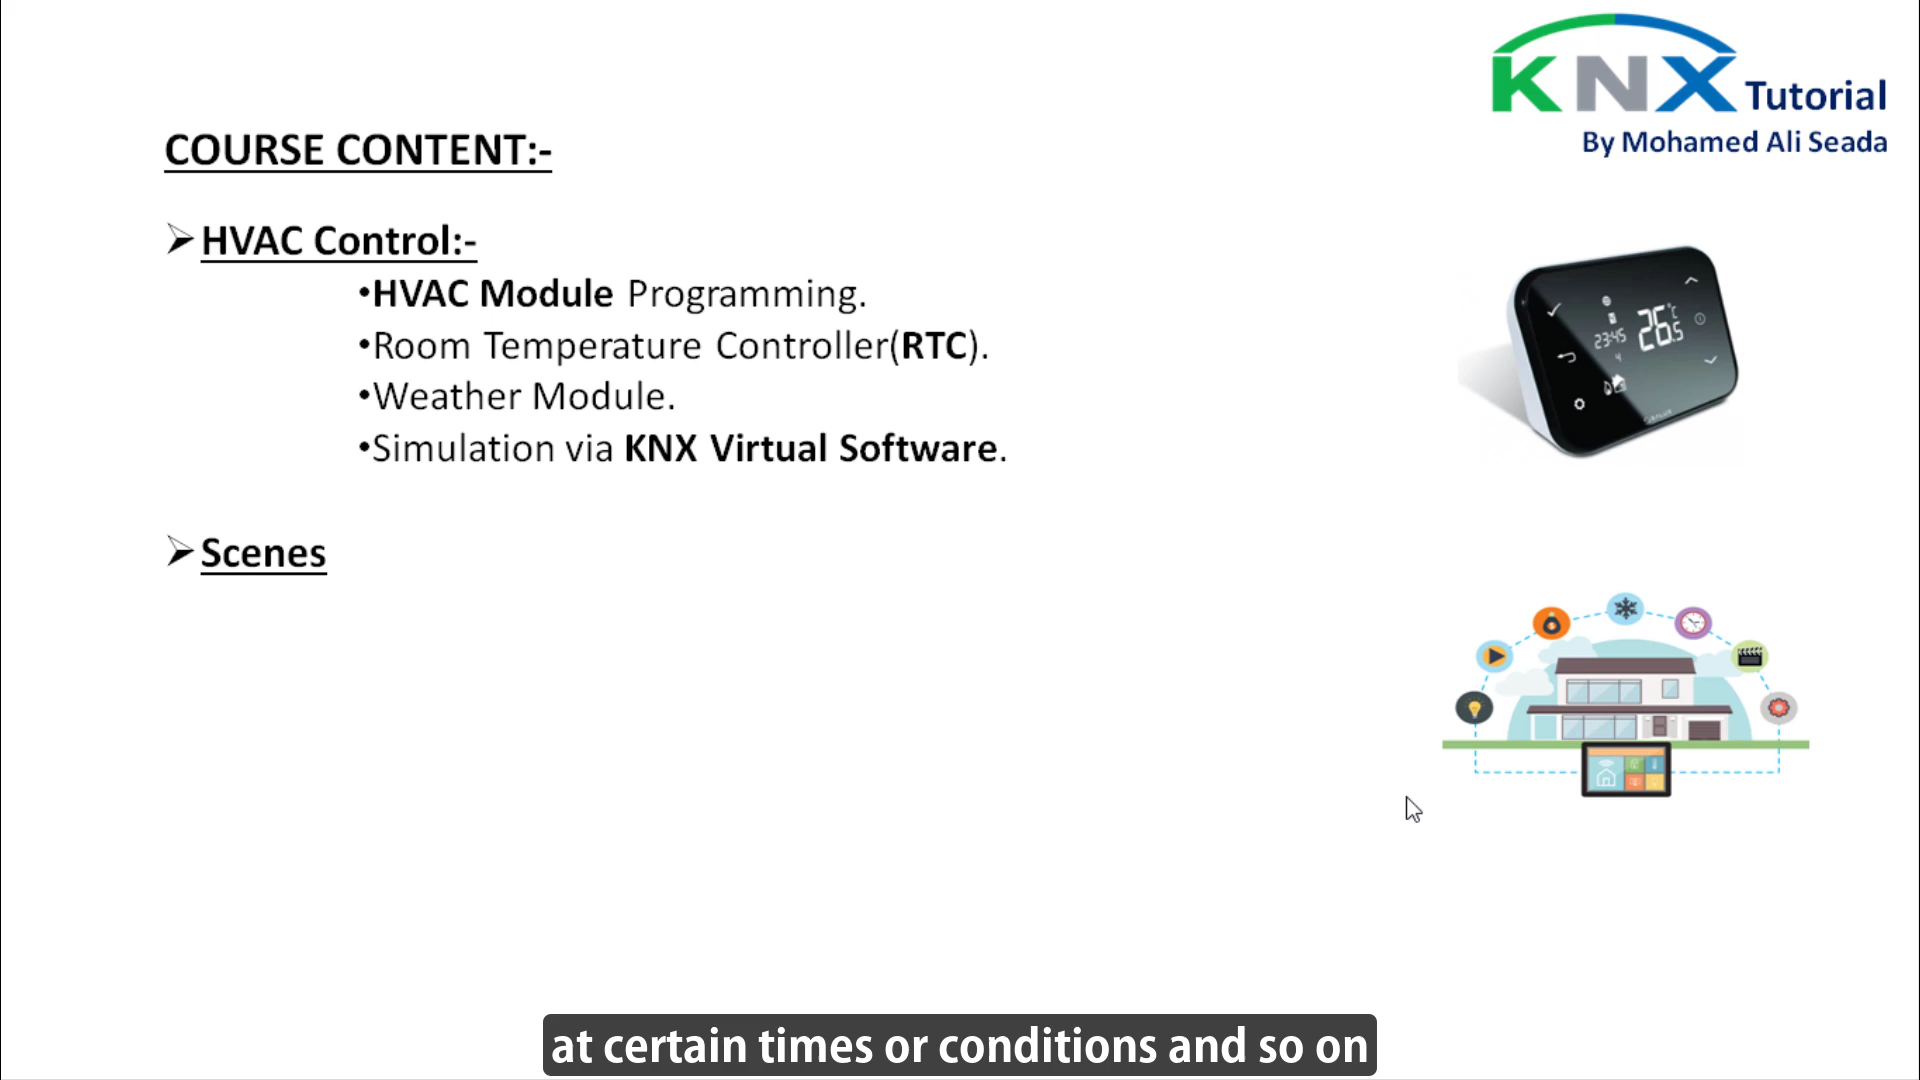 KNX Tutorial
By Mohamed Ali Seada
COURSE CONTENT:-
HVAC Control:-
•HVAC Module Programming.
•Room Temperature Controller(RTC).
•Weather Module.
•Simulation via KNX Virtual Software.
23:45
26.5°C
4
Scenes
at certain times or conditions and so on